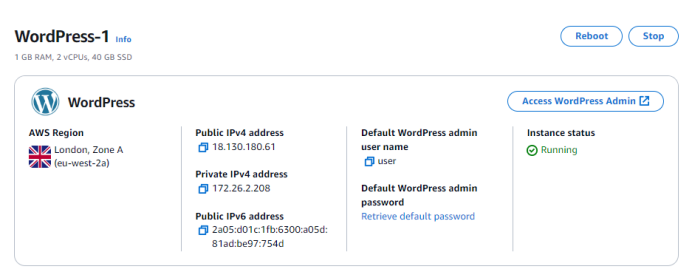 WordPress-1 Info
Reboot
Stop
1 GB RAM, 2 vCPUs, 40 GB SSD
WordPress
Access WordPress Admin
AWS Region
London, Zone A
(eu-west-2a)
Public IPv4 address
18.130.180.61
Private IPv4 address
172.26.2.208
Public IPv6 address
2a05:d01c:1fb:6300:a05d:
81ad:be97:754d
Default WordPress admin
user name
user
Default WordPress admin
password
Retrieve default password
Instance status
Running